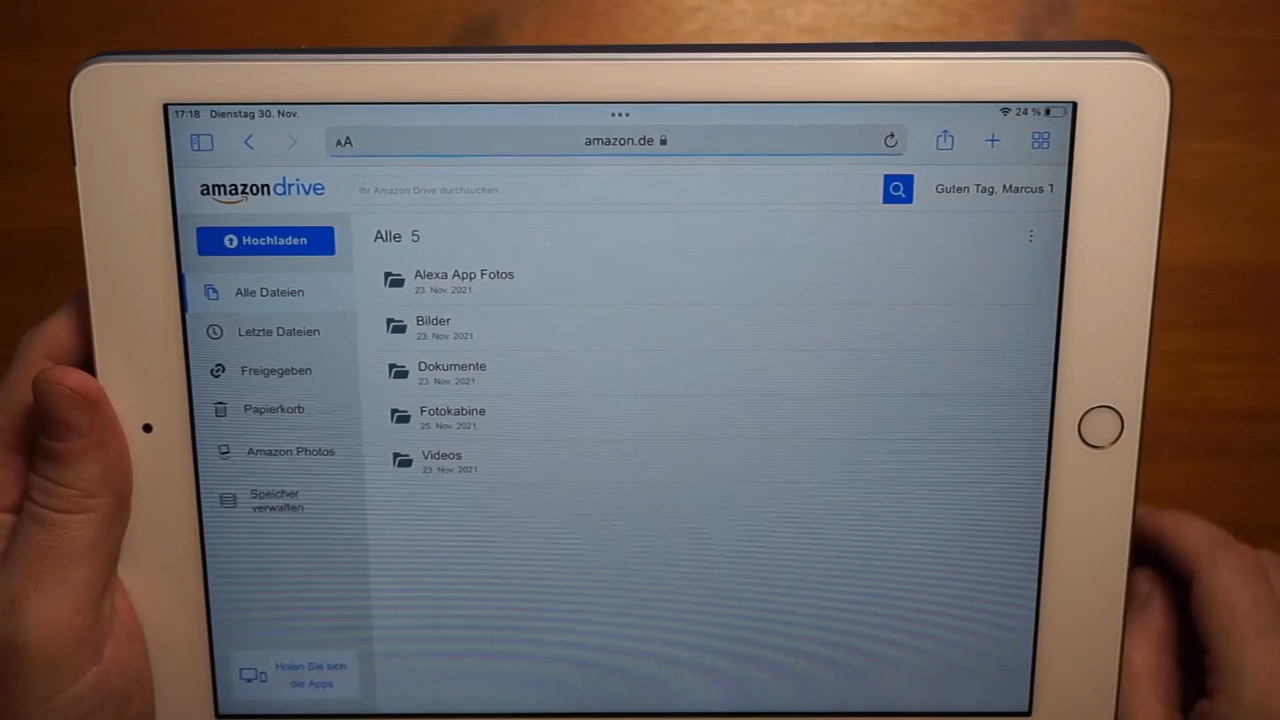 17:18 Dienstag 30. Nov.
24 %
AA
amazon.de
amazon drive
Ihr Amazon Drive durchsuchen
Guten Tag, Marcus T
Hochladen
Alle 5
Alle Dateien
Letzte Dateien
Freigegeben
Papierkorb
Amazon Photos
Speicher
verwalten
Alexa App Fotos
23. Nov. 2021
Bilder
23. Nov. 2021
Dokumente
23. Nov. 2021
Fotokabine
25. Nov. 2021
Videos
23. Nov. 2021
Holen Sie sich
die Apps